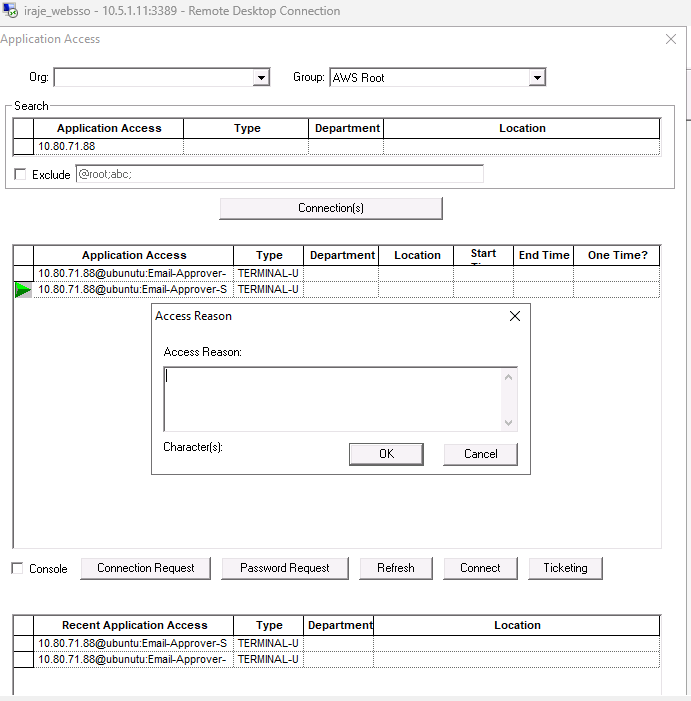 iraje_websso - 10.5.1.11:3389 - Remote Desktop Connection
Application Access
Org: Group: AWS Root
Search
Application Access Type Department Location
10.80.71.88
Exclude @root;abc;
Connection(s)
Application Access Type Department Location Start End Time One Time?
10.80.71.88@ubunutu:Email-Approver- TERMINAL-U
10.80.71.88@ubuntu:Email-Approver-S TERMINAL-U
Access Reason
Access Reason:
Character(s):
OK Cancel
Console Connection Request Password Request Refresh Connect Ticketing
Recent Application Access Type Department Location
10.80.71.88@ubuntu:Email-Approver-S TERMINAL-U
10.80.71.88@ubunutu:Email-Approver- TERMINAL-U